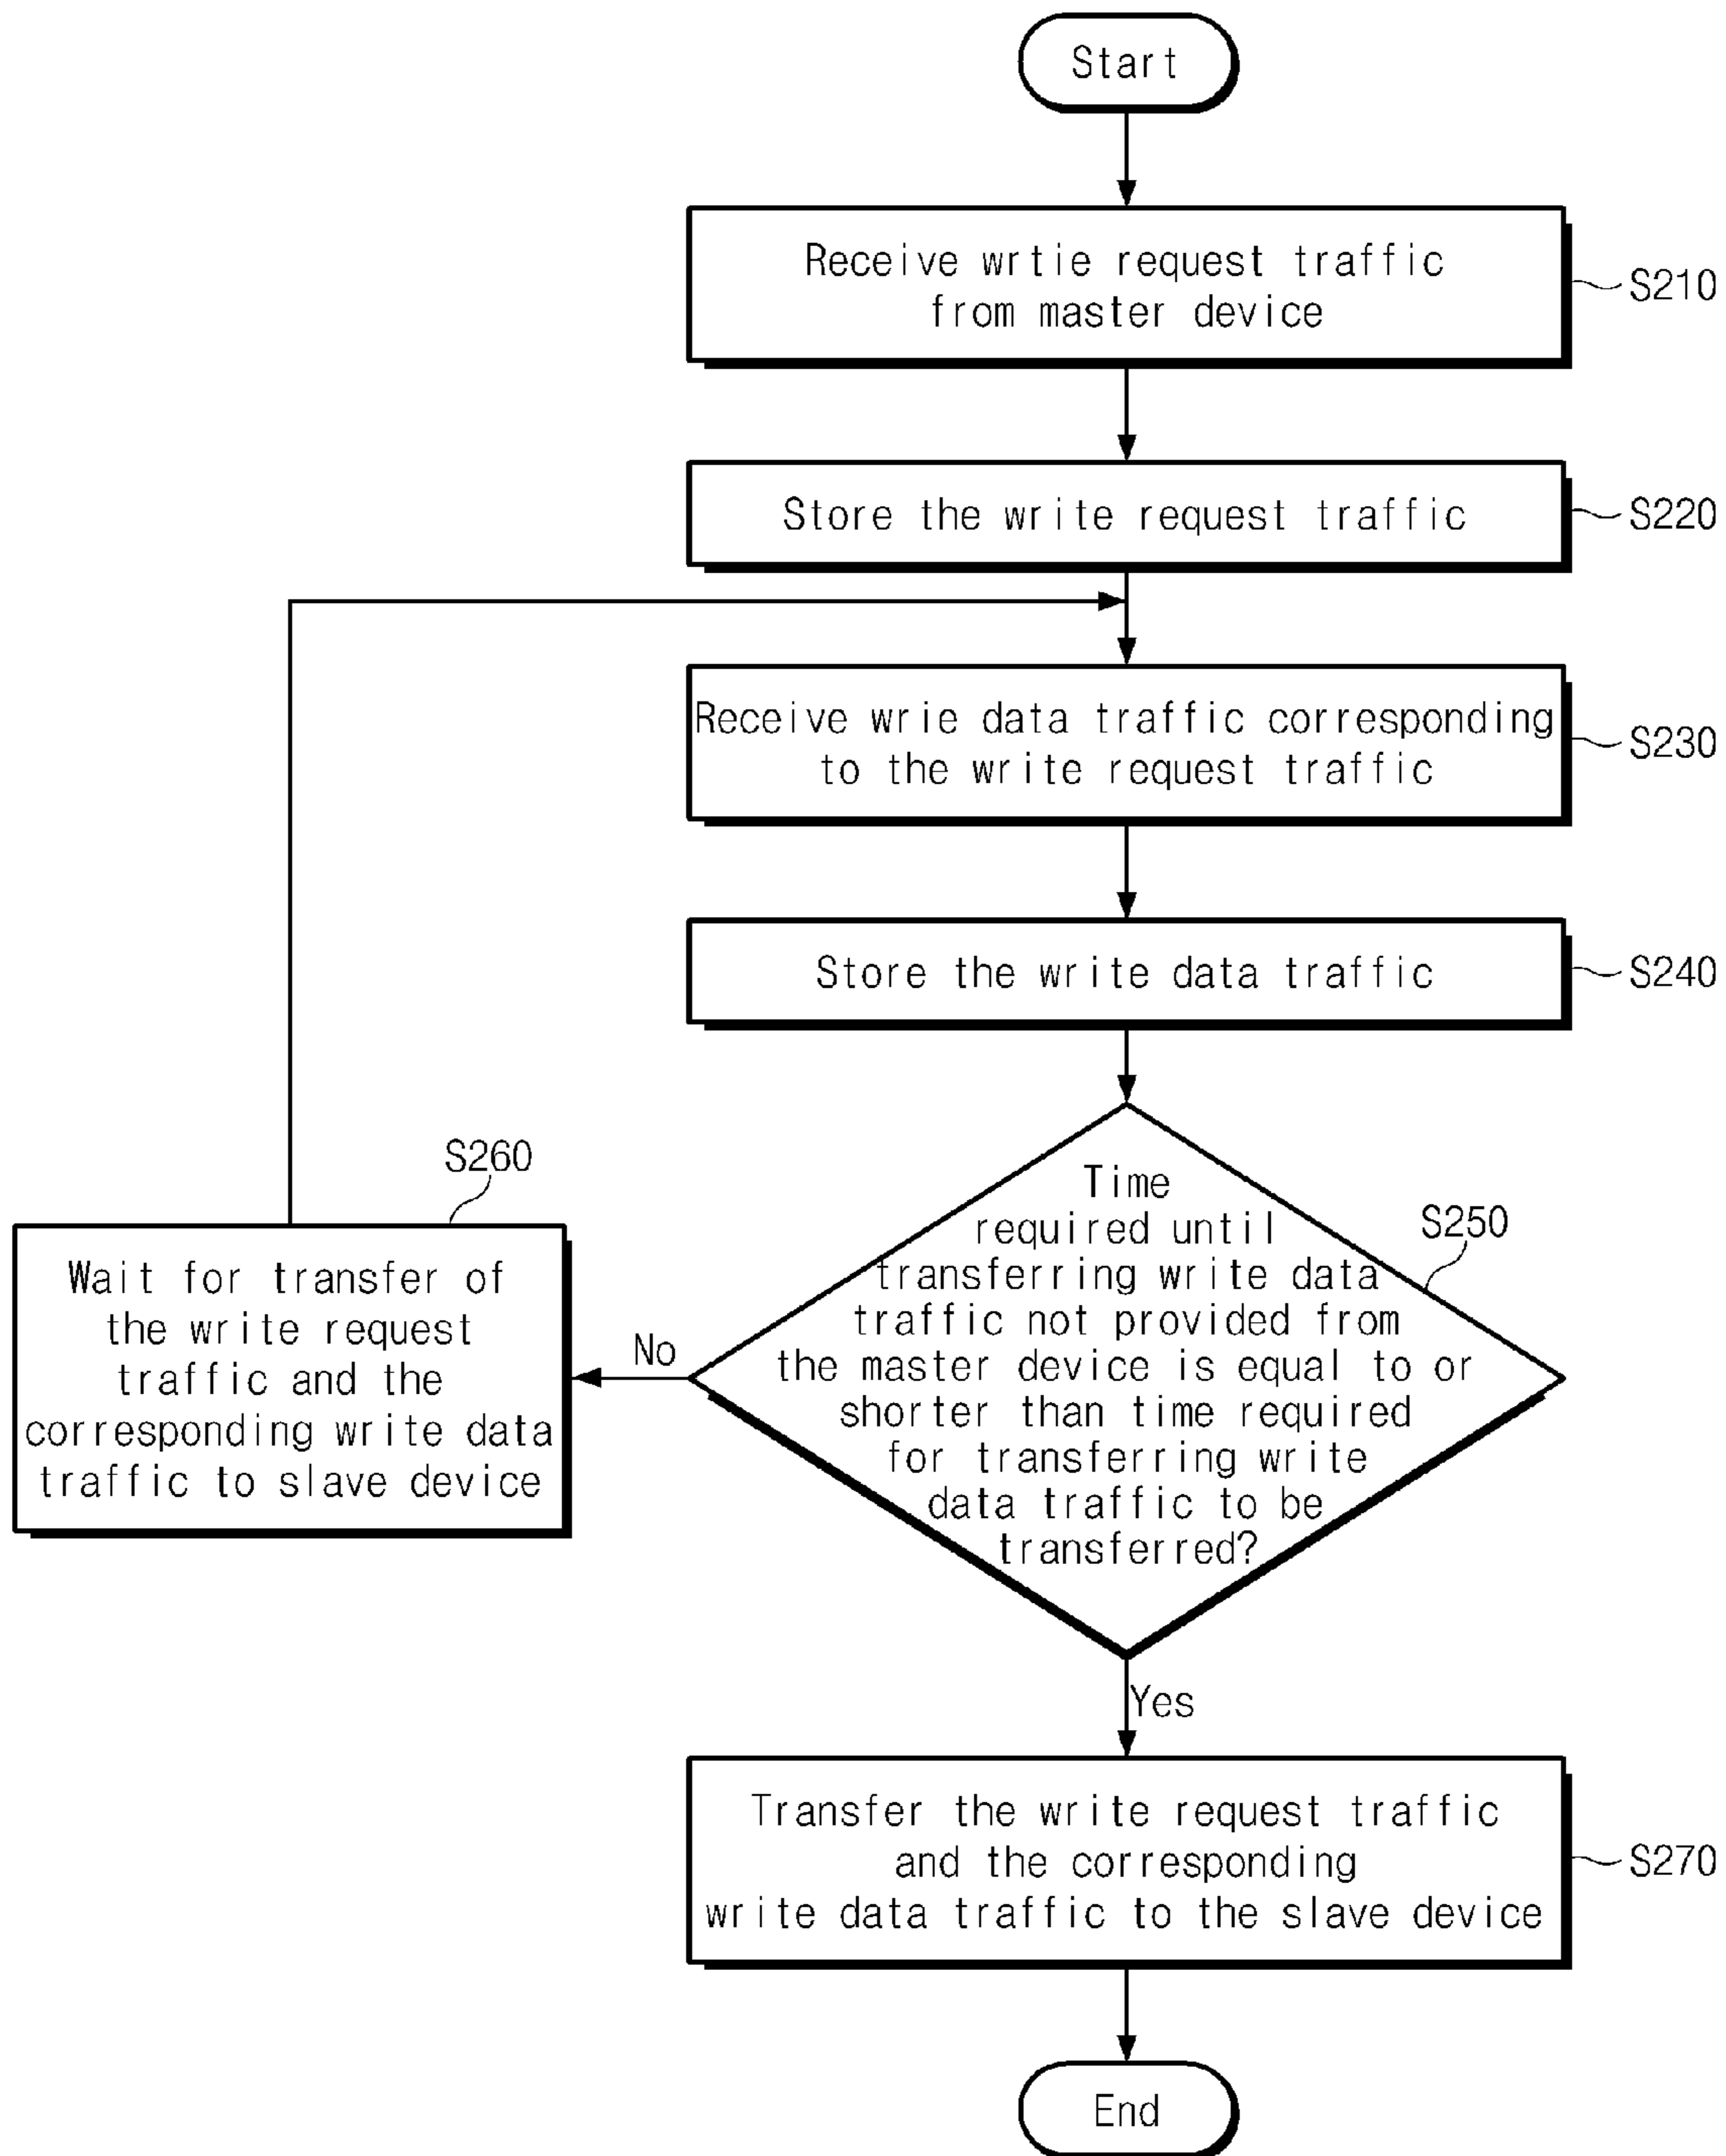 Start
Receive wrtie request traffic
from master device
S210
Store the write request traffic
S220
Receive wrie data traffic corresponding
to the write request traffic
S230
Store the write data traffic
S240
S260
Wait for transfer of
the write request
traffic and the
corresponding write data
traffic to slave device
No
Time
required until
transferring write data
traffic not provided from
the master device is equal to or
shorter than time required
for transferring write
data traffic to be
transferred?
S250
Yes
Transfer the write request traffic
and the corresponding
write data traffic to the slave device
S270
End